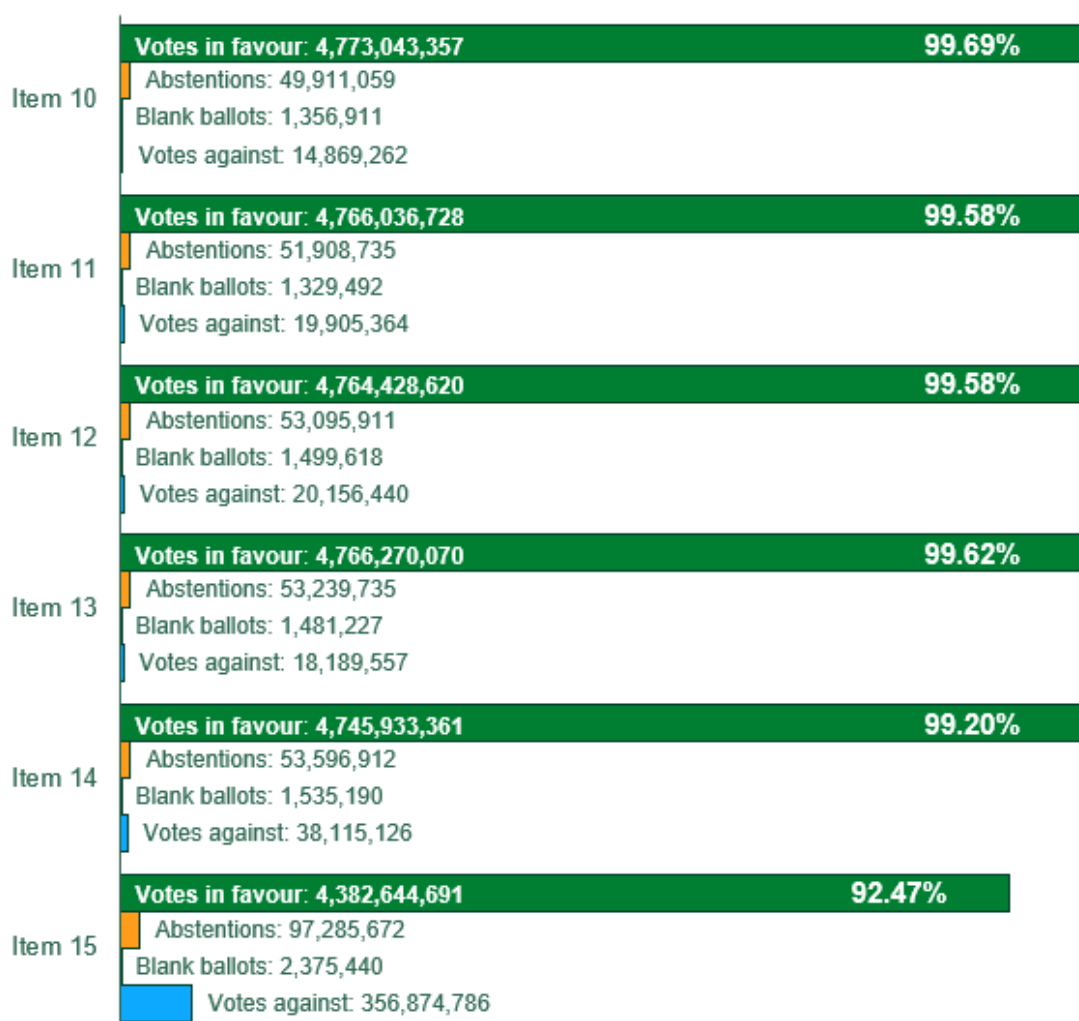 Votes in favour: 4,773,043,357 99.69%
Item 10
Abstentions: 49,911,059
Blank ballots: 1,356,911
Votes against: 14,869,262
Votes in favour: 4,766,036,728 99.58%
Item 11
Abstentions: 51,908,735
Blank ballots: 1,329,492
Votes against: 19,905,364
Votes in favour: 4,764,428,620 99.58%
Item 12
Abstentions: 53,095,911
Blank ballots: 1,499,618
Votes against: 20,156,440
Votes in favour: 4,766,270,070 99.62%
Item 13
Abstentions: 53,239,735
Blank ballots: 1,481,227
Votes against: 18,189,557
Votes in favour: 4,745,933,361 99.20%
Item 14
Abstentions: 53,596,912
Blank ballots: 1,535,190
Votes against: 38,115,126
Votes in favour: 4,382,644,691 92.47%
Item 15
Abstentions: 97,285,672
Blank ballots: 2,375,440
Votes against: 356,874,786